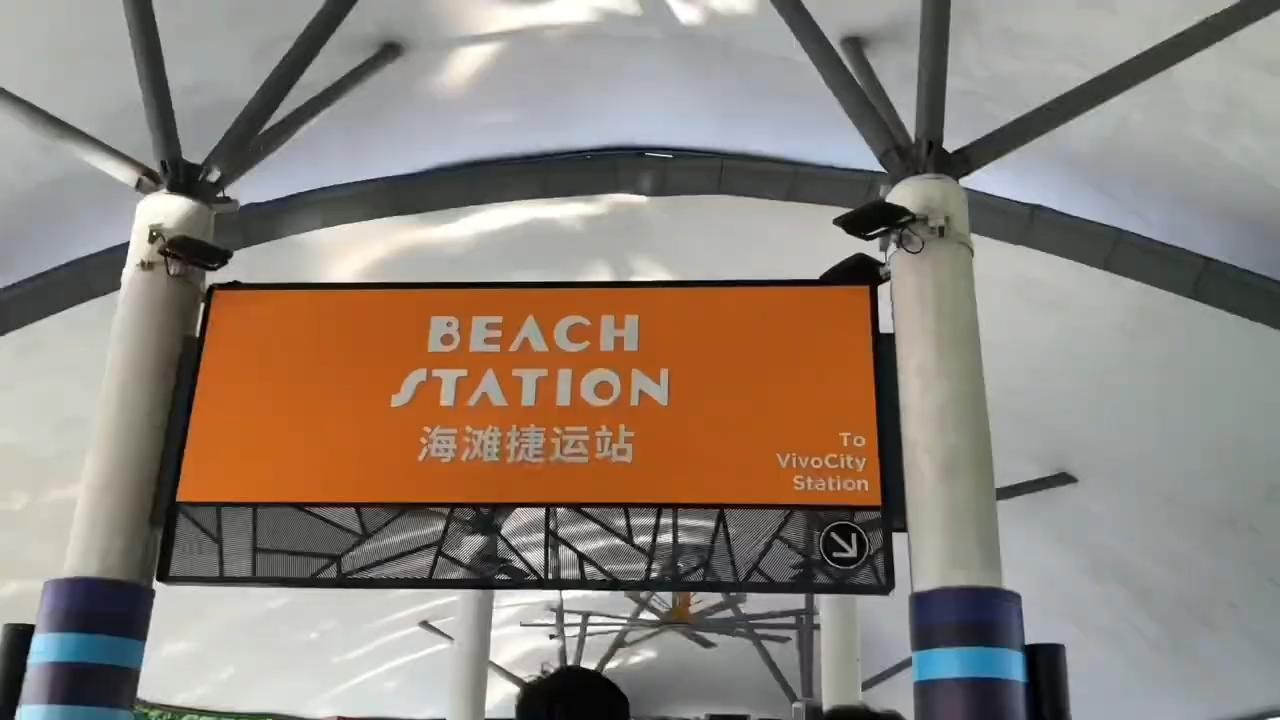 BEACH
STATION
海滩捷运站
To
VivoCity
Station